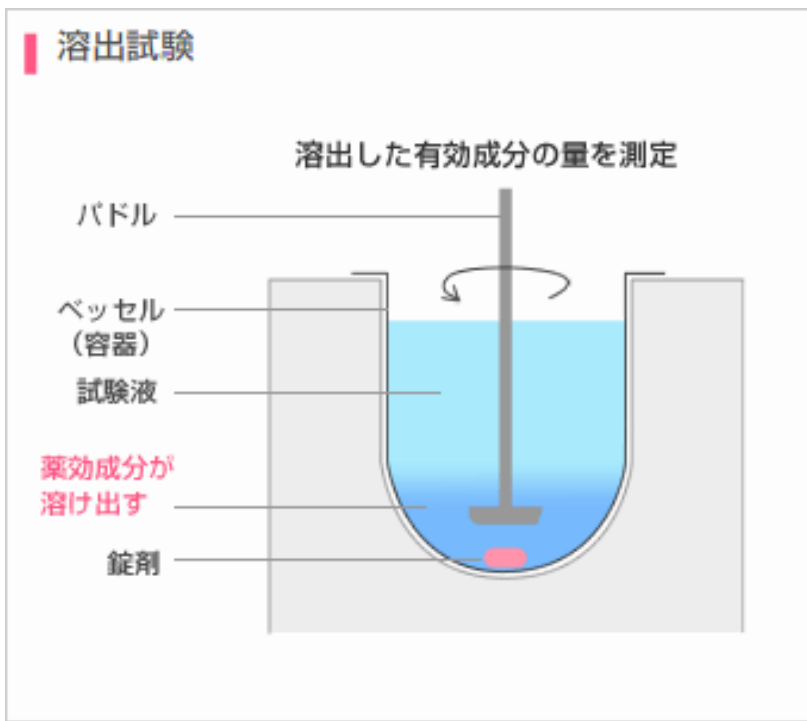 溶出試験
溶出した有効成分の量を測定
パドル
ベッセル
（容器）
試験液
薬効成分が
溶け出す
錠剤